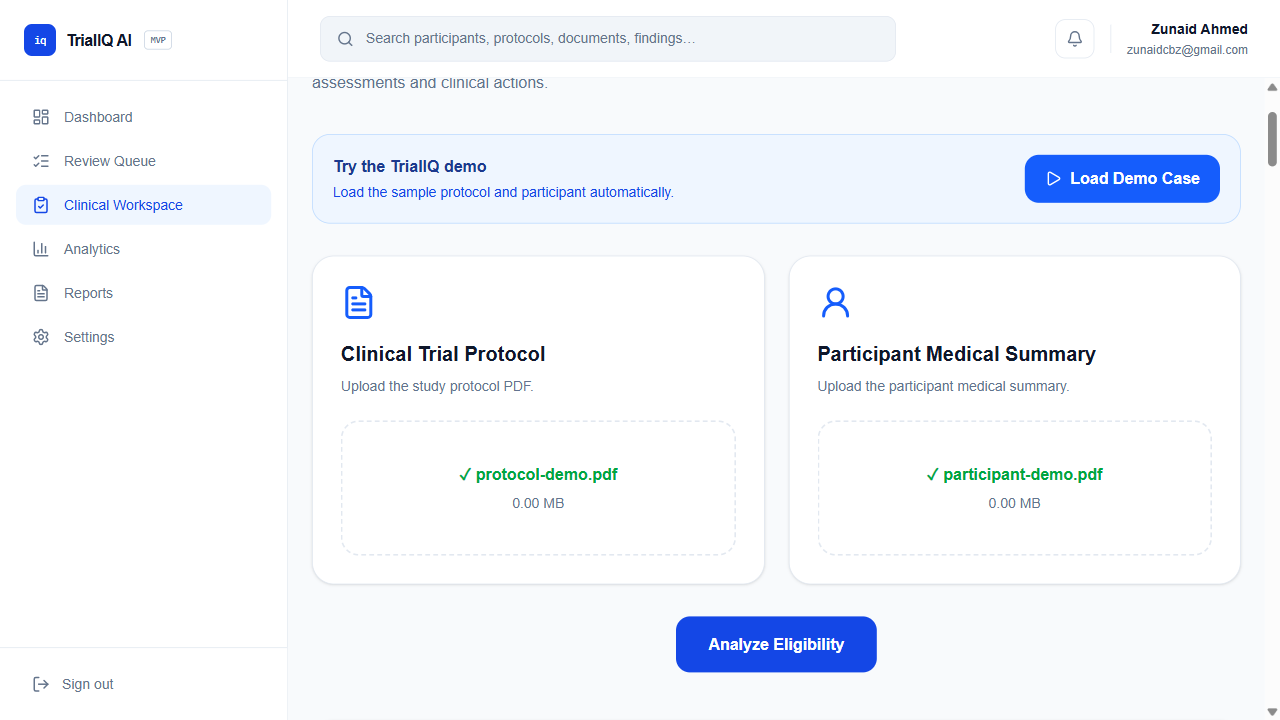 iq TrialIQ AI MVP
Dashboard
Review Queue
Clinical Workspace
Analytics
Reports
Settings
Sign out
Search participants, protocols, documents, findings…
Zunaid Ahmed
zunaidcbz@gmail.com
assessments and clinical actions.
Try the TrialIQ demo
Load the sample protocol and participant automatically.
Load Demo Case
Clinical Trial Protocol
Upload the study protocol PDF.
✓ protocol-demo.pdf
0.00 MB
Participant Medical Summary
Upload the participant medical summary.
✓ participant-demo.pdf
0.00 MB
Analyze Eligibility